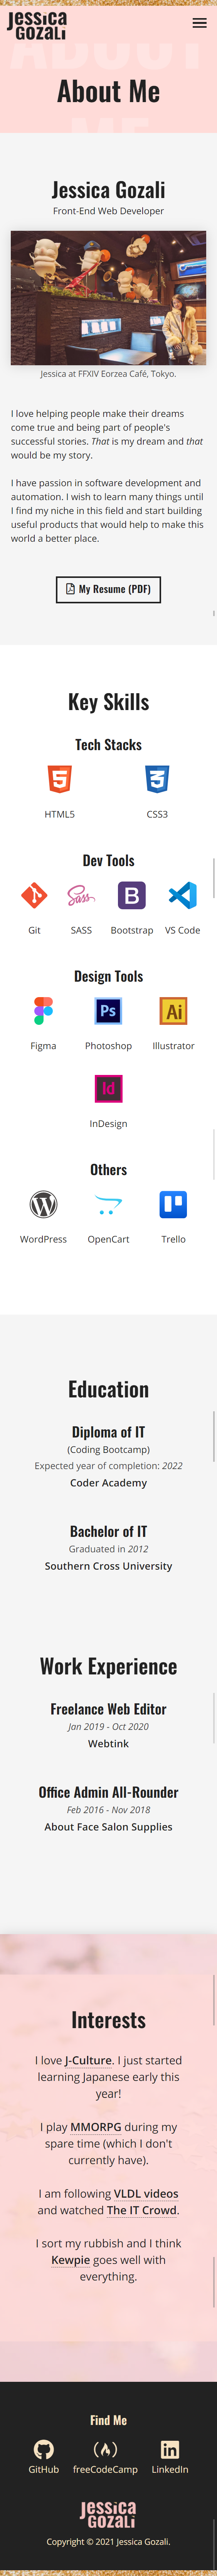 Jessica
Gozali
ABOUT
ME
About Me
Jessica Gozali
Front-End Web Developer
Jessica at FFXIV Eorzea Café, Tokyo.
I love helping people make their dreams
come true and being part of people's
successful stories. That is my dream and that
would be my story.
I have passion in software development and
automation. I wish to learn many things until
I find my niche in this field and start building
useful products that would help to make this
world a better place.
My Resume (PDF)
Key Skills
Tech Stacks
HTML5
CSS3
Dev Tools
Sass
B
Git
SASS
Bootstrap
VS Code
Design Tools
Ps
Ai
Figma
Photoshop
Illustrator
Id
InDesign
Others
WordPress
OpenCart
Trello
Education
Diploma of IT
(Coding Bootcamp)
Expected year of completion: 2022
Coder Academy
Bachelor of IT
Graduated in 2012
Southern Cross University
Work Experience
Freelance Web Editor
Jan 2019 - Oct 2020
Webtink
Office Admin All-Rounder
Feb 2016 - Nov 2018
About Face Salon Supplies
Interests
I love J-Culture. I just started
learning Japanese early this
year!
I play MMORPG during my
spare time (which I don't
currently have).
I am following VLDL videos
and watched The IT Crowd.
I sort my rubbish and I think
Kewpie goes well with
everything.
Find Me
GitHub
freeCodeCamp
LinkedIn
Jessica
Gozali
Copyright © 2021 Jessica Gozali.